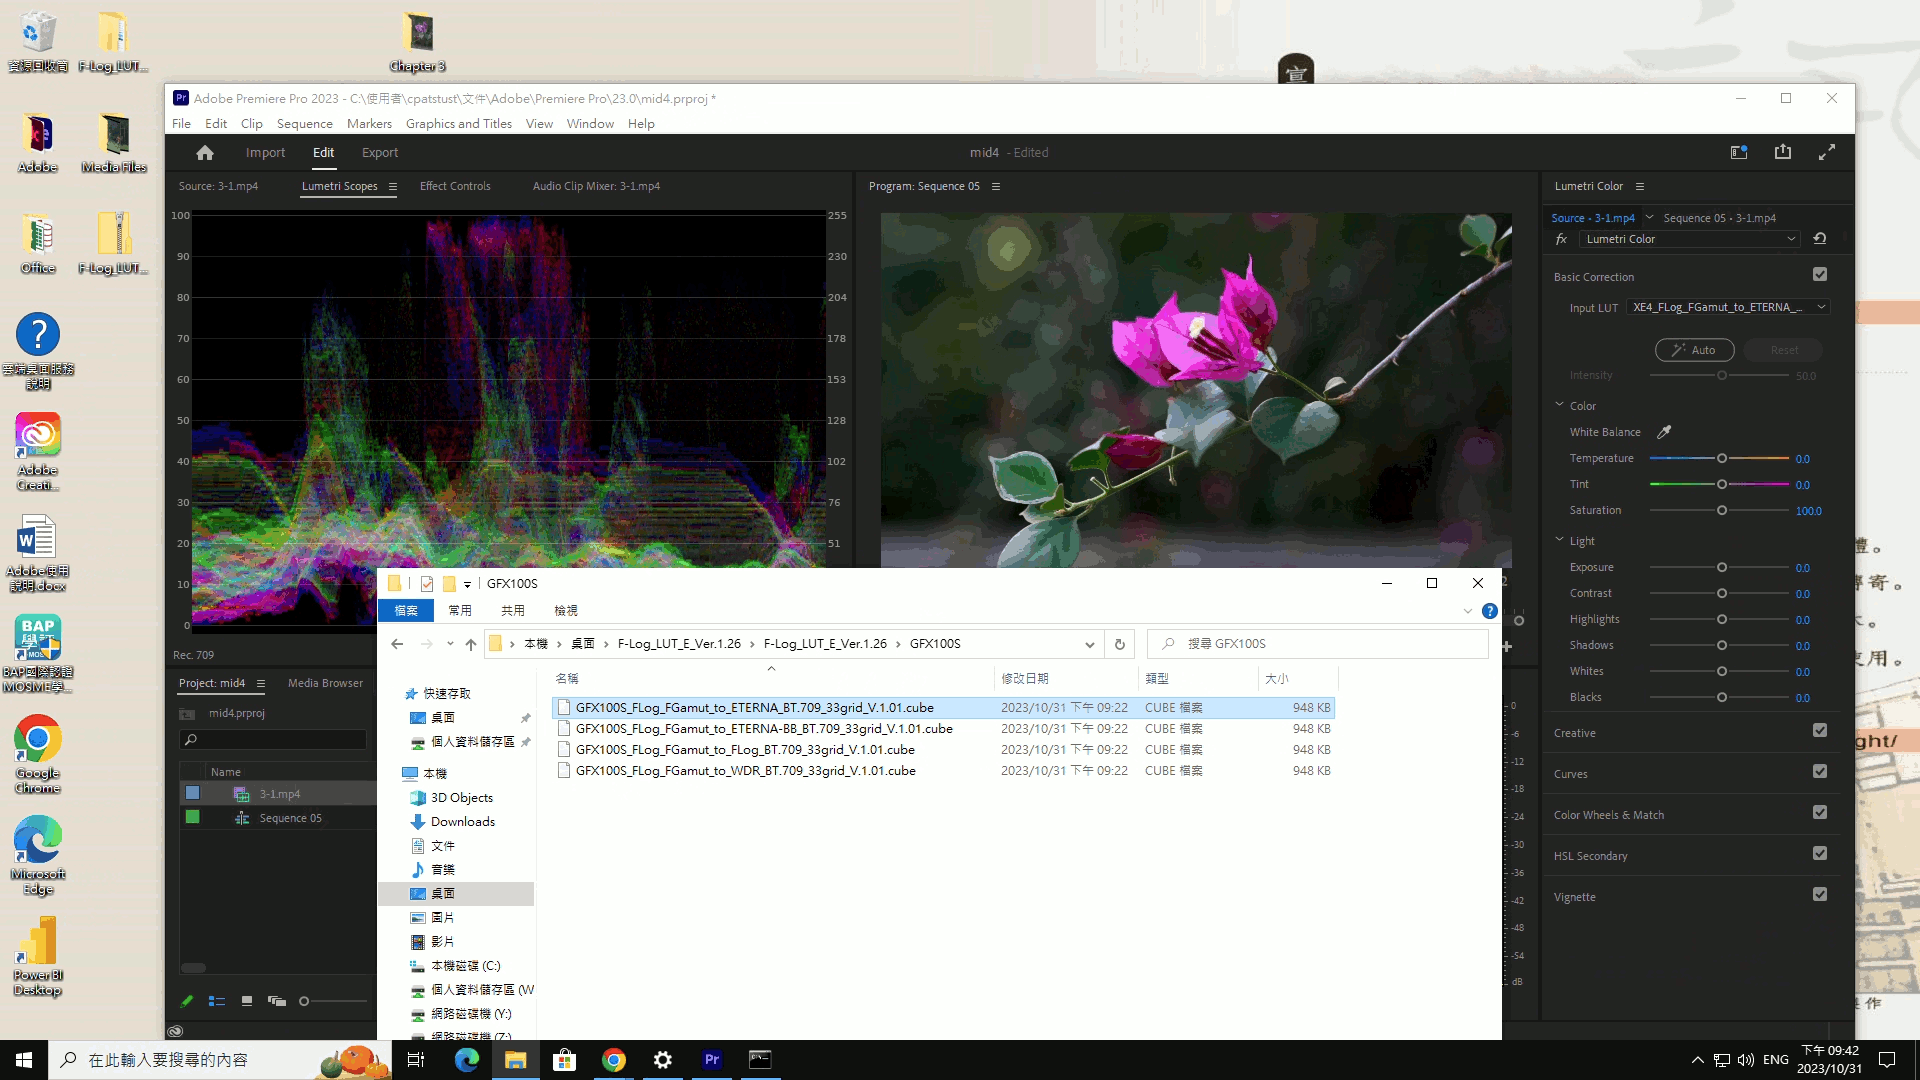 資源回收筒
F-Log_LUT...
Chapter 3
Adobe
Media Files
Office
F-Log_LUT...
雲端桌面服務
說明
Adobe
Creati...
Adobe使用
說明.docx
BAP
BAP國際認證
MOSME學...
Google
Chrome
Microsoft
Edge
Power BI
Desktop
宣
Adobe Premiere Pro 2023 - C:\使用者\cpatstust\文件\Adobe\Premiere Pro\23.0\mid4.prproj *
File Edit Clip Sequence Markers Graphics and Titles View Window Help
Import Edit Export
mid4 - Edited
Source: 3-1.mp4 Lumetri Scopes Effect Controls Audio Clip Mixer: 3-1.mp4
100 255
90 230
80 204
70 178
60 153
50 128
40 102
30 76
20 51
10
0
Rec. 709
Program: Sequence 05
Lumetri Color
Source • 3-1.mp4 Sequence 05 • 3-1.mp4
fx Lumetri Color
Basic Correction
Input LUT XE4_FLog_FGamut_to_ETERNA_...
Auto Reset
Intensity 50.0
Color
White Balance
Temperature 0.0
Tint 0.0
Saturation 100.0
Light
Exposure 0.0
Contrast 0.0
Highlights 0.0
Shadows 0.0
Whites 0.0
Blacks 0.0
Creative
Curves
Color Wheels & Match
HSL Secondary
Vignette
Project: mid4 Media Browser
mid4.prproj
Name
3-1.mp4
Sequence 05
GFX100S
檔案 常用 共用 檢視
本機 › 桌面 › F-Log_LUT_E_Ver.1.26 › F-Log_LUT_E_Ver.1.26 › GFX100S
搜尋 GFX100S
名稱 修改日期 類型 大小
GFX100S_FLog_FGamut_to_ETERNA_BT.709_33grid_V.1.01.cube 2023/10/31 下午 09:22 CUBE 檔案 948 KB
GFX100S_FLog_FGamut_to_ETERNA-BB_BT.709_33grid_V.1.01.cube 2023/10/31 下午 09:22 CUBE 檔案 948 KB
GFX100S_FLog_FGamut_to_FLog_BT.709_33grid_V.1.01.cube 2023/10/31 下午 09:22 CUBE 檔案 948 KB
GFX100S_FLog_FGamut_to_WDR_BT.709_33grid_V.1.01.cube 2023/10/31 下午 09:22 CUBE 檔案 948 KB
快速存取
桌面
個人資料儲存區
本機
3D Objects
Downloads
文件
音樂
桌面
圖片
影片
本機磁碟 (C:)
個人資料儲存區 (W
網路磁碟機 (Y:)
網路磁碟機 (Z:)
0
-6
-12
-18
-24
-30
-36
-42
-48
-54
dB
ght/
在此輸入要搜尋的內容
ENG
下午 09:42
2023/10/31